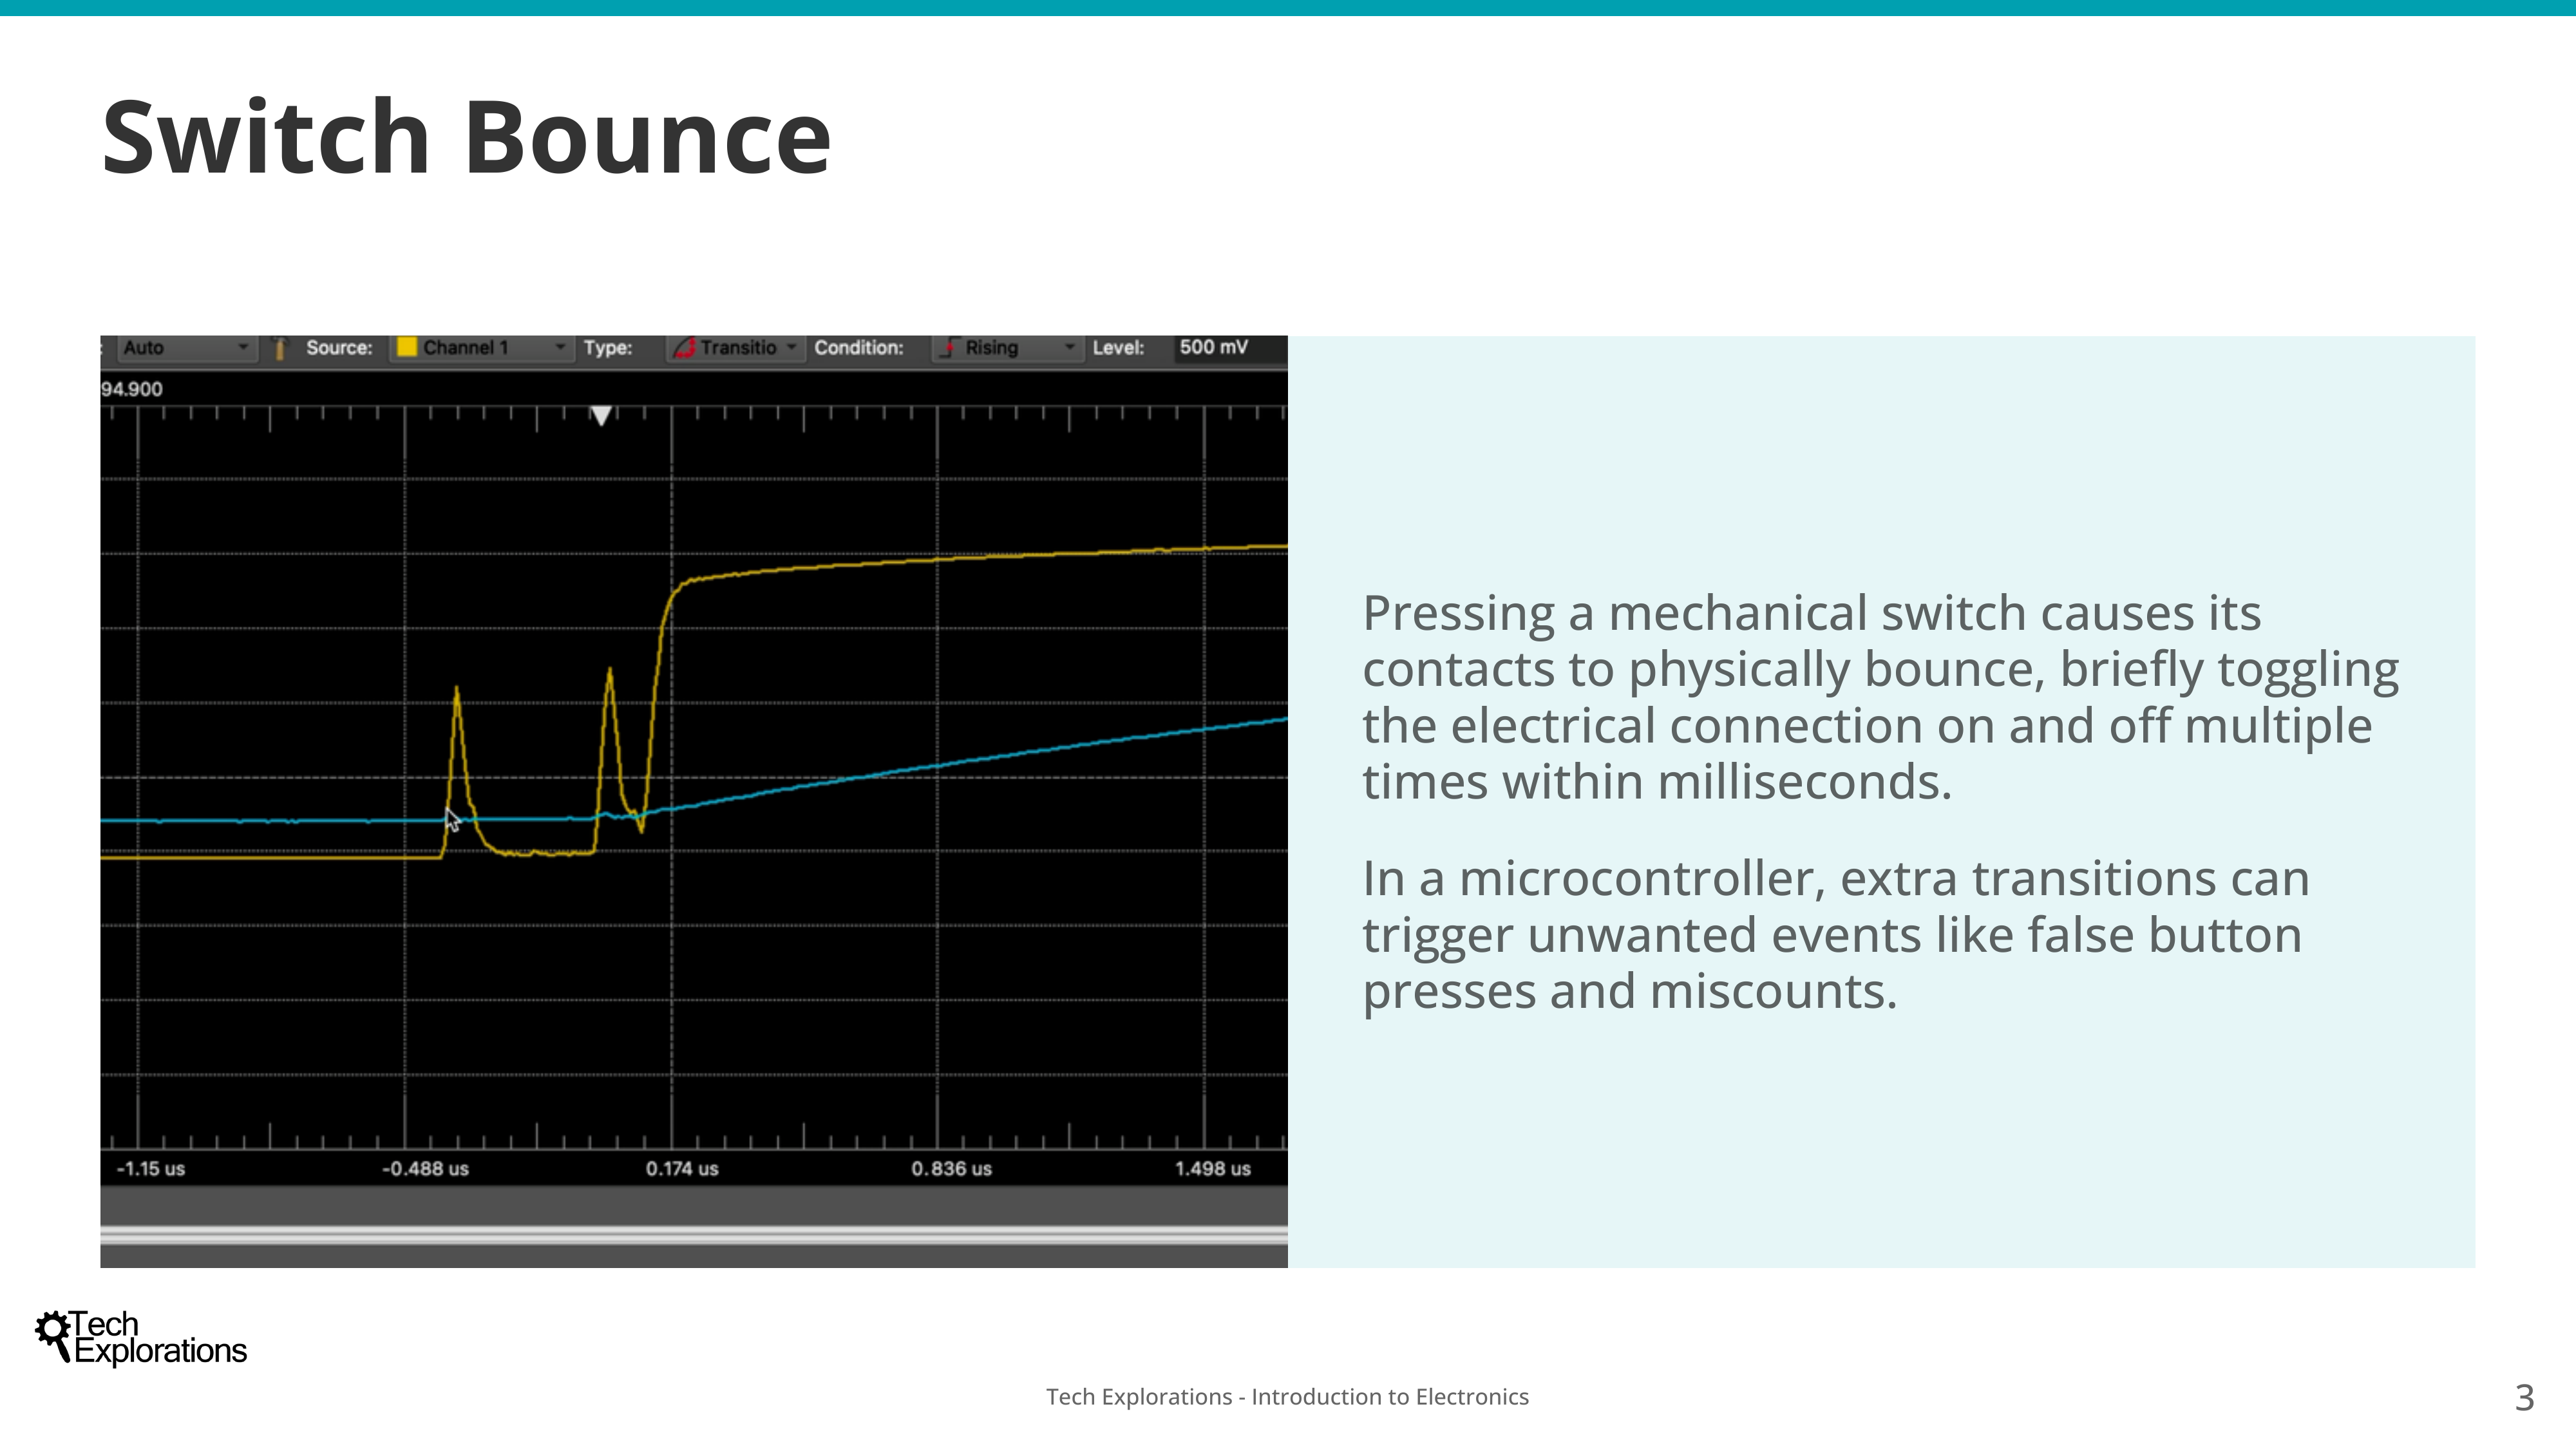 Switch Bounce
: Auto Source: Channel 1 Type: Transitio Condition: Rising Level: 500 mV
94.900
-1.15 us -0.488 us 0.174 us 0.836 us 1.498 us
Pressing a mechanical switch causes its
contacts to physically bounce, briefly toggling
the electrical connection on and off multiple
times within milliseconds.
In a microcontroller, extra transitions can
trigger unwanted events like false button
presses and miscounts.
Tech
Explorations
Tech Explorations - Introduction to Electronics
3